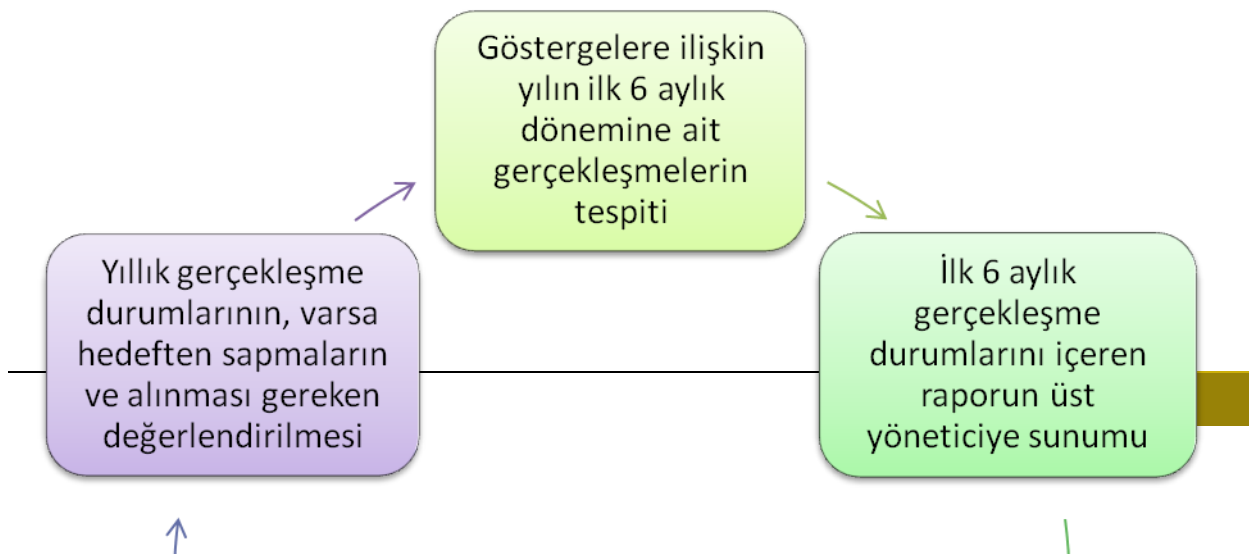 Göstergelere ilişkin
yılın ilk 6 aylık
dönemine ait
gerçekleşmelerin
tespiti
Yıllık gerçekleşme
durumlarının, varsa
hedeften sapmaların
ve alınması gereken
değerlendirilmesi
İlk 6 aylık
gerçekleşme
durumlarını içeren
raporun üst
yöneticiye sunumu